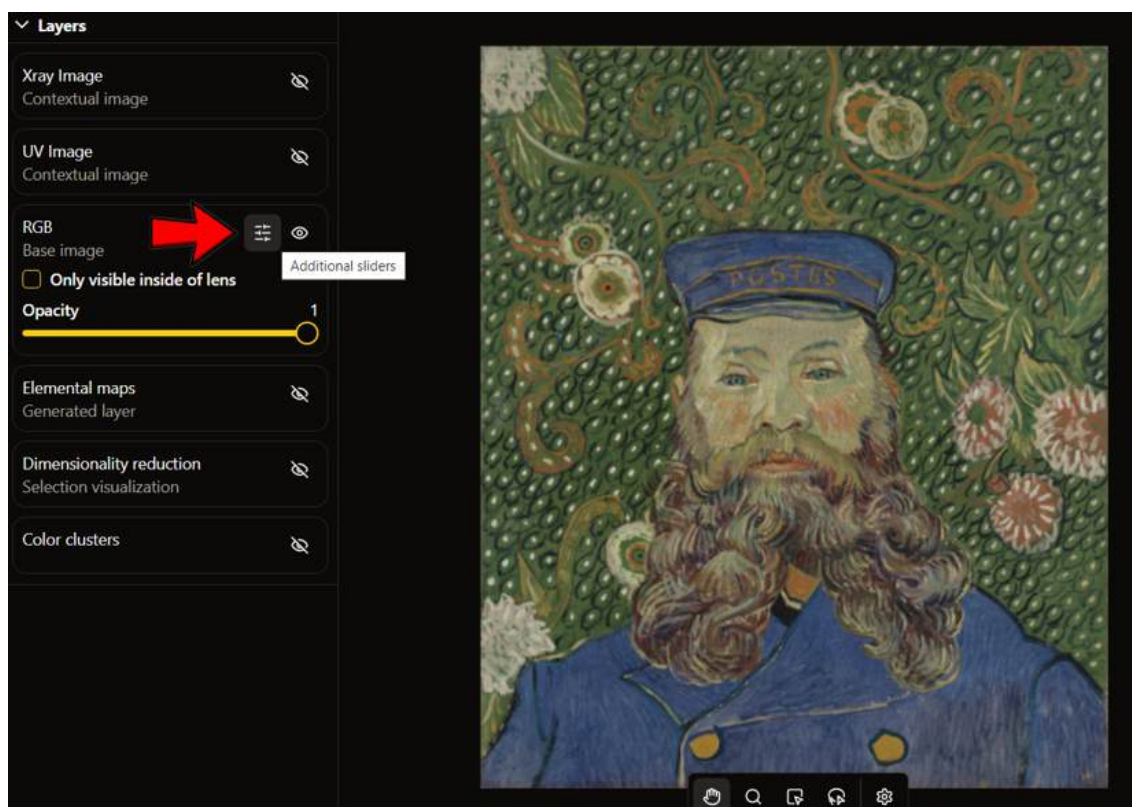 Layers
Xray Image
Contextual image
UV Image
Contextual image
RGB
Base image
Additional sliders
Only visible inside of lens
Opacity 1
Elemental maps
Generated layer
Dimensionality reduction
Selection visualization
Color clusters
POSTES